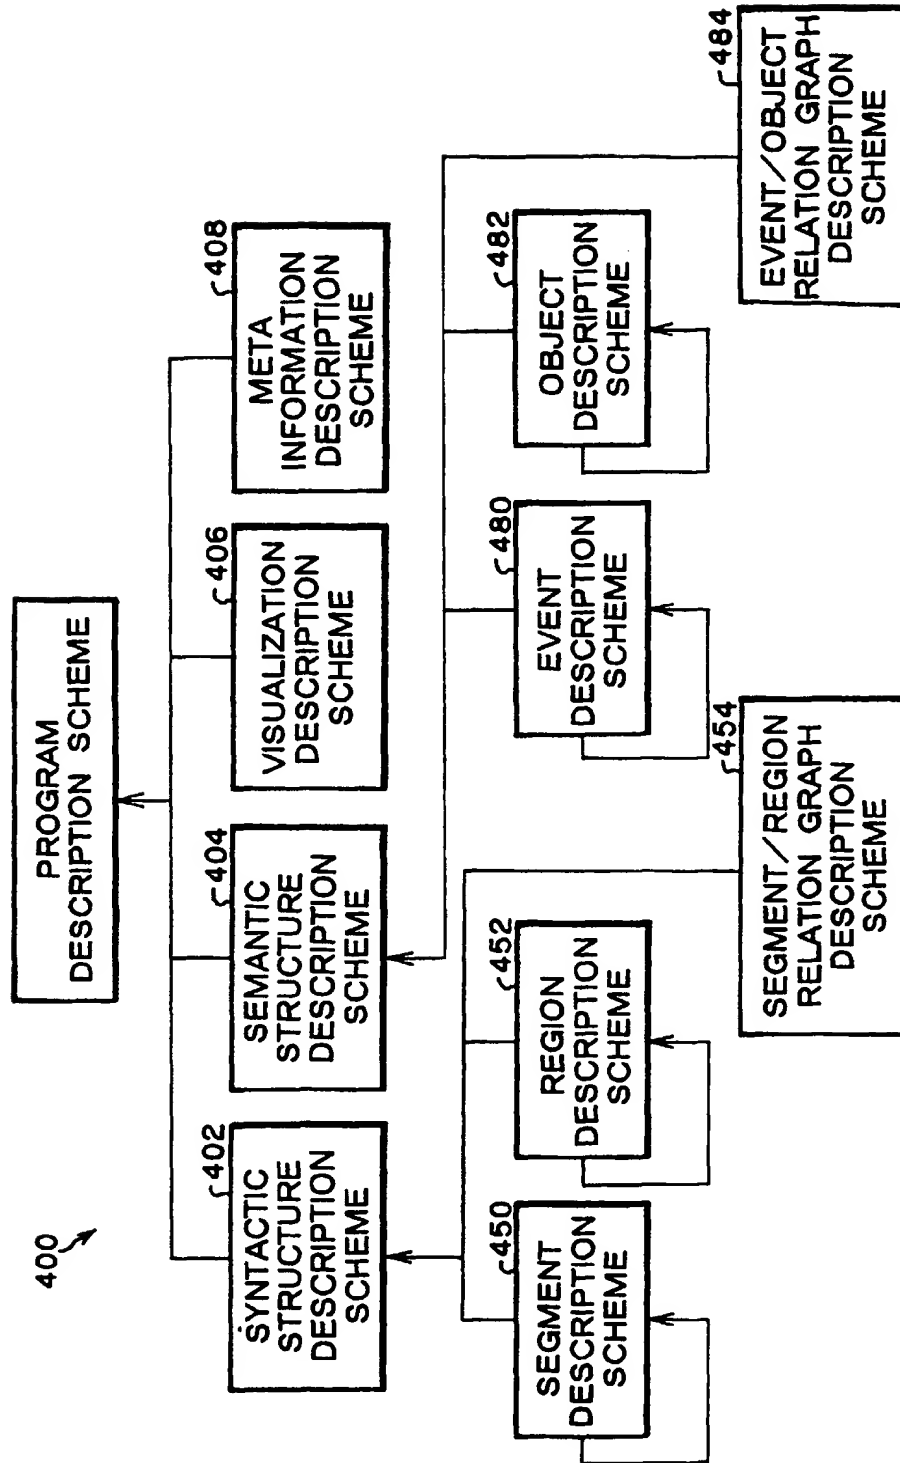 400
PROGRAM
DESCRIPTION SCHEME
402
SYNTACTIC
STRUCTURE
DESCRIPTION
SCHEME
404
SEMANTIC
STRUCTURE
DESCRIPTION
SCHEME
406
VISUALIZATION
DESCRIPTION
SCHEME
408
META
INFORMATION
DESCRIPTION
SCHEME
450
SEGMENT
DESCRIPTION
SCHEME
452
REGION
DESCRIPTION
SCHEME
480
EVENT
DESCRIPTION
SCHEME
482
OBJECT
DESCRIPTION
SCHEME
454
SEGMENT/REGION
RELATION GRAPH
DESCRIPTION
SCHEME
484
EVENT/OBJECT
RELATION GRAPH
DESCRIPTION
SCHEME